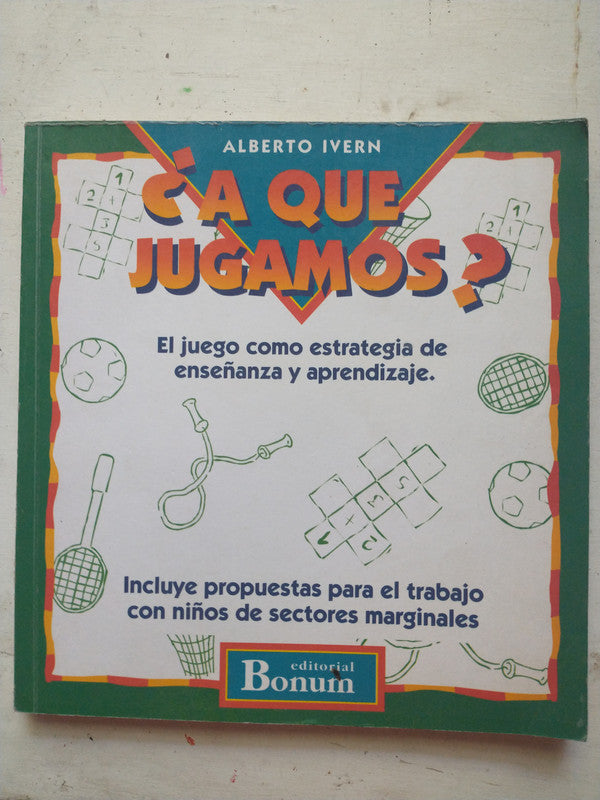 ALBERTO IVERN
¿A QUE
JUGAMOS?
El juego como estrategia de
enseñanza y aprendizaje.
Incluye propuestas para el trabajo
con niños de sectores marginales
editorial
Bonum